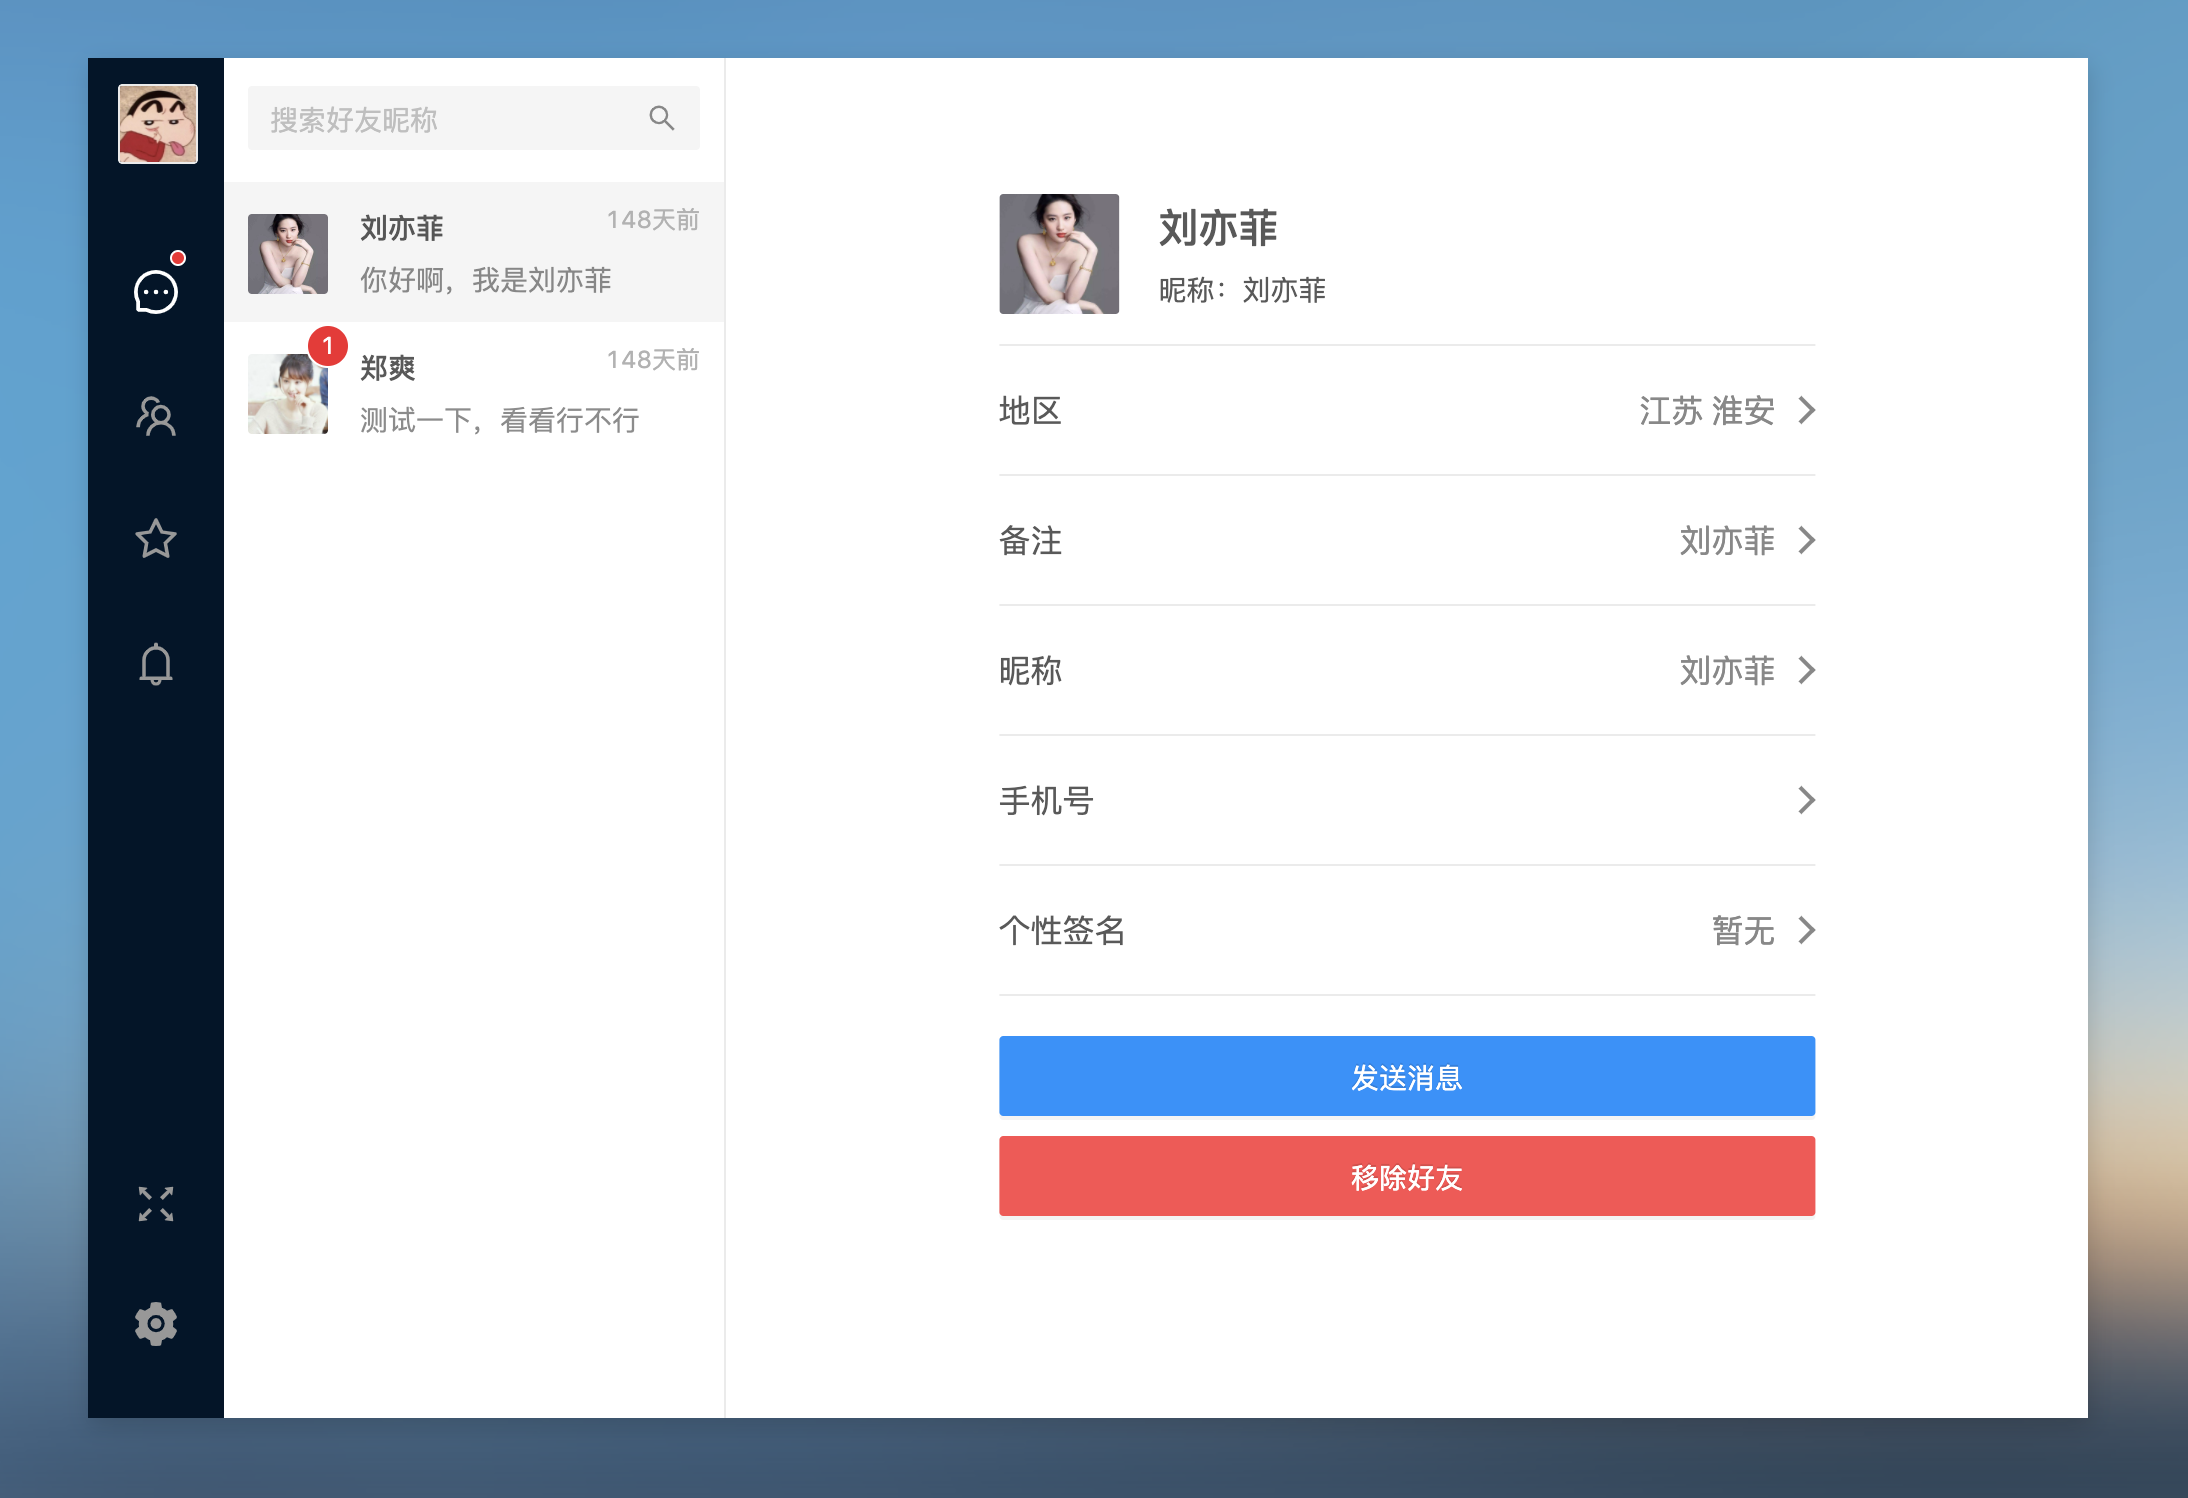 搜索好友昵称
刘亦菲
148天前
你好啊，我是刘亦菲
1
郑爽
148天前
测试一下，看看行不行
刘亦菲
昵称：刘亦菲
地区
江苏 淮安
备注
刘亦菲
昵称
刘亦菲
手机号
个性签名
暂无
发送消息
移除好友